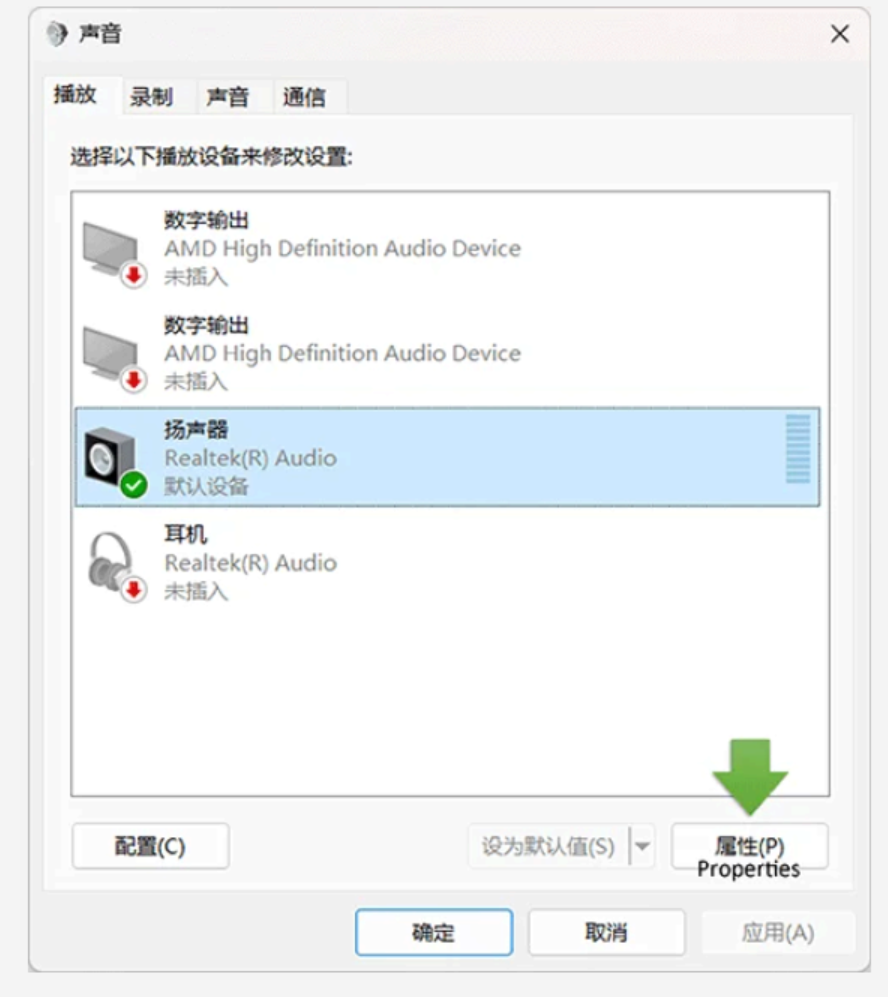 声音
播放 录制 声音 通信
选择以下播放设备来修改设置:
数字输出
AMD High Definition Audio Device
未插入
数字输出
AMD High Definition Audio Device
未插入
扬声器
Realtek(R) Audio
默认设备
耳机
Realtek(R) Audio
未插入
配置(C) 设为默认值(S) 属性(P)
Properties
确定 取消 应用(A)